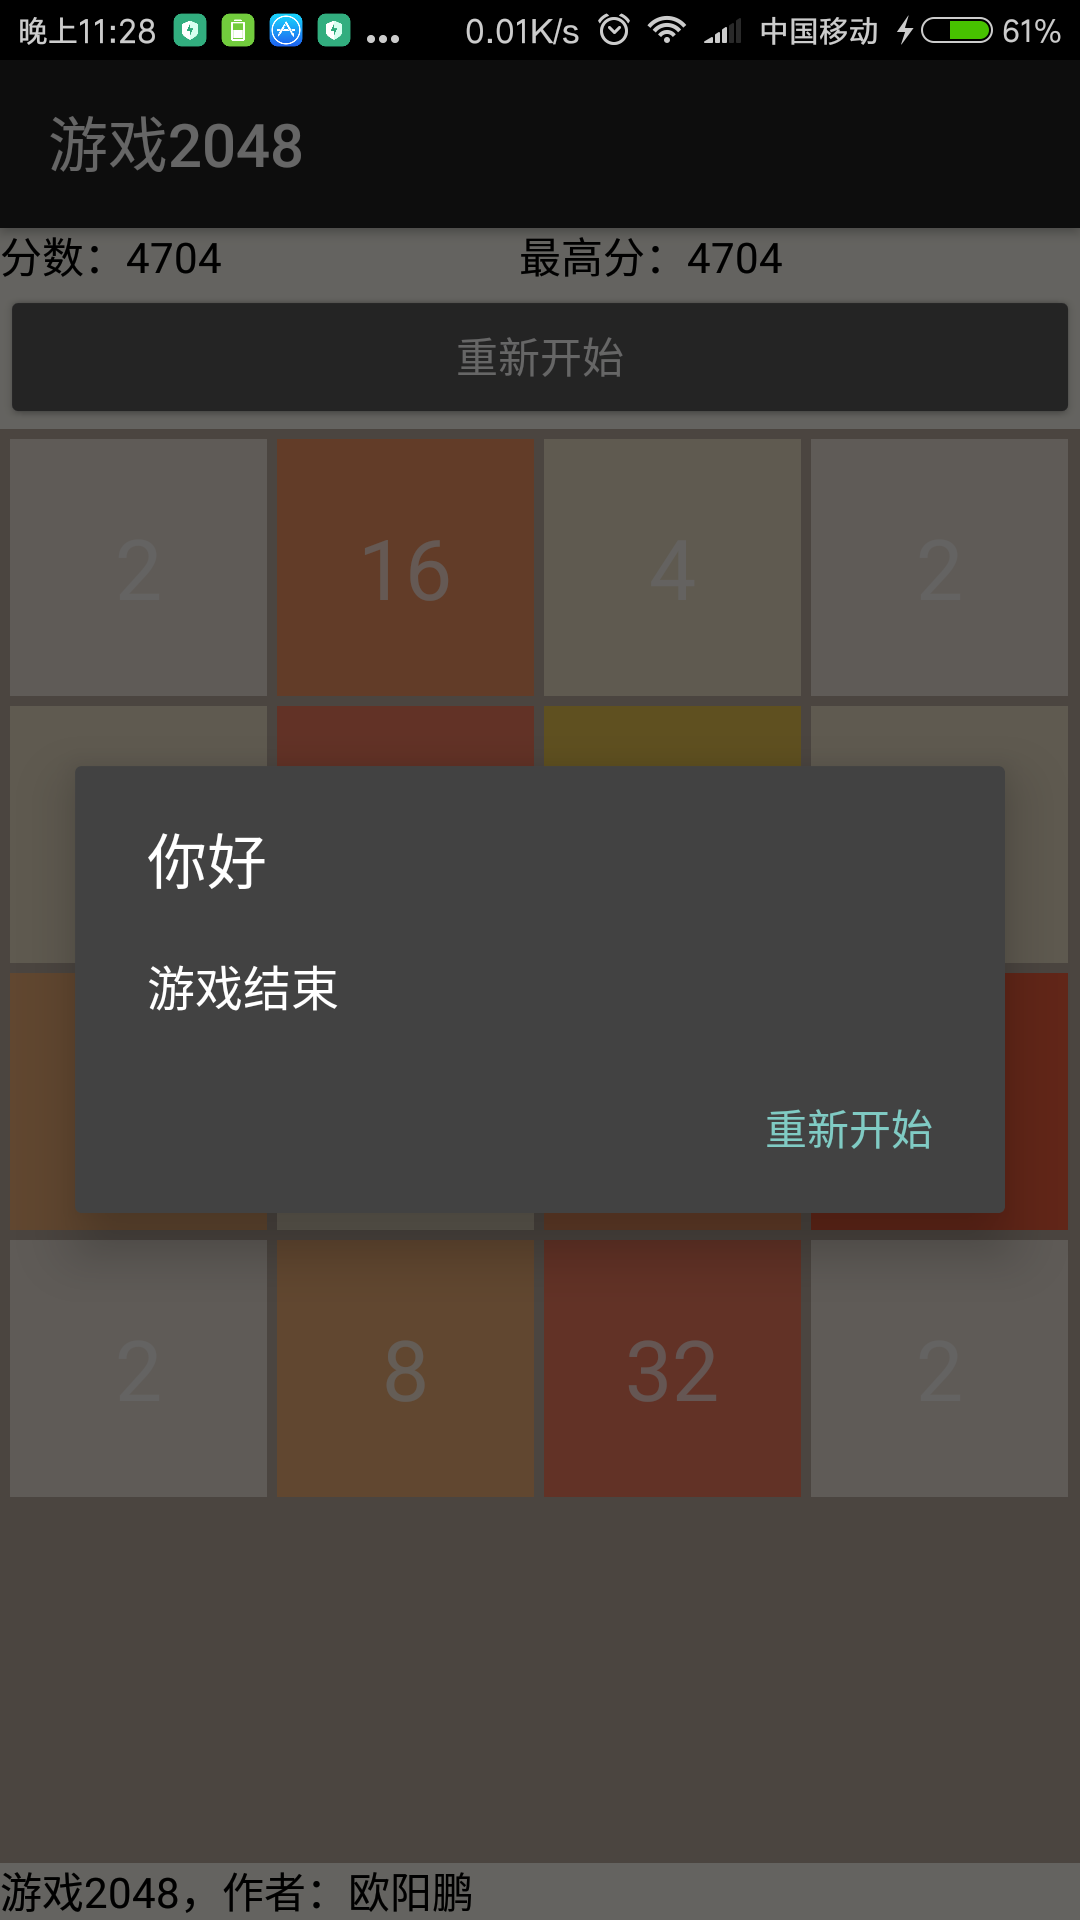 晚上11:28 ... 0.01K/s 中国移动 61%
游戏2048
分数：4704 最高分：4704
重新开始
2 16 4 2
你好
游戏结束
重新开始
2 8 32 2
游戏2048，作者：欧阳鹏